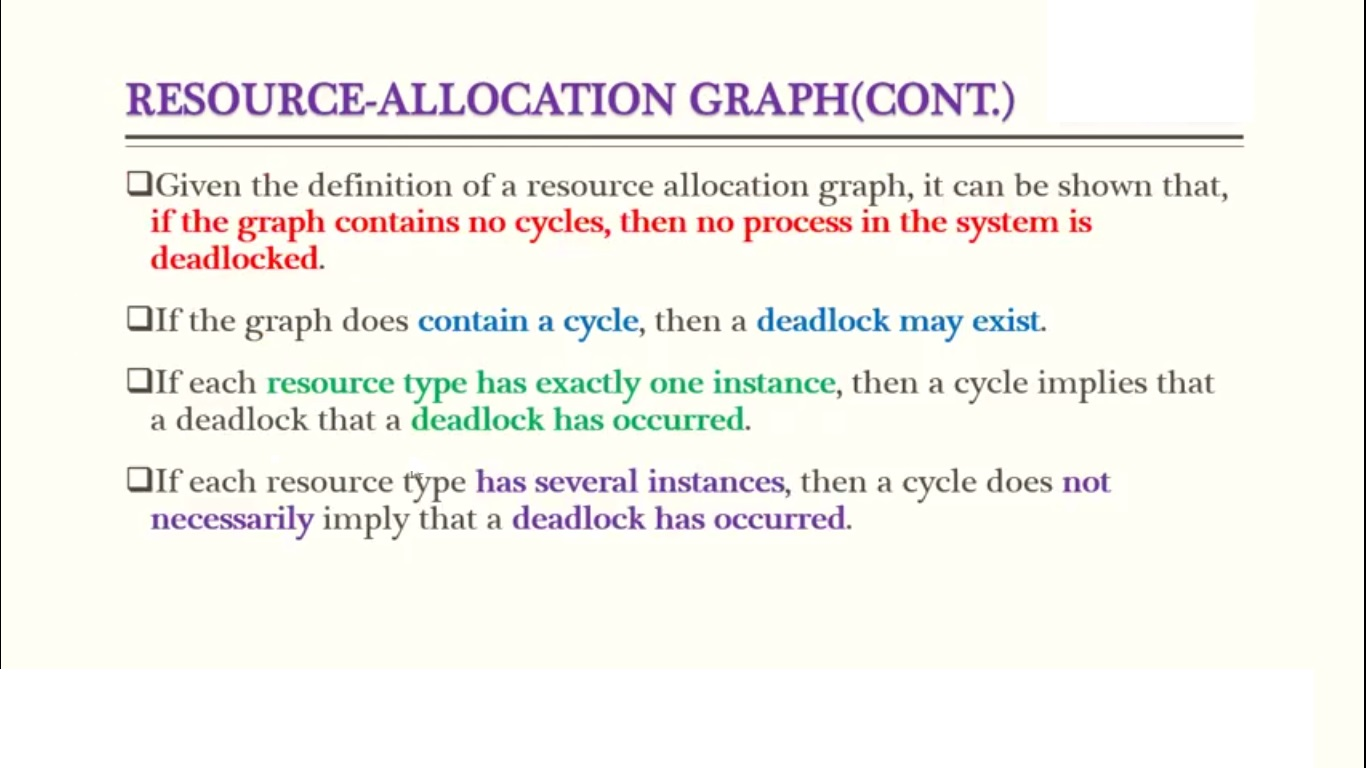 RESOURCE-ALLOCATION GRAPH(CONT.)
❑Given the definition of a resource allocation graph, it can be shown that,
if the graph contains no cycles, then no process in the system is
deadlocked.
❑If the graph does contain a cycle, then a deadlock may exist.
❑If each resource type has exactly one instance, then a cycle implies that
a deadlock that a deadlock has occurred.
❑If each resource type has several instances, then a cycle does not
necessarily imply that a deadlock has occurred.